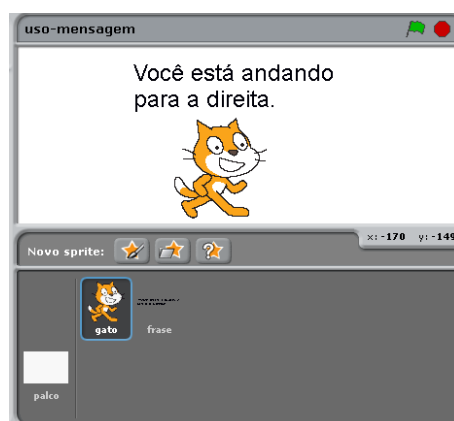 uso-mensagem
Você está andando
para a direita.
x: -170 y: -149
Novo sprite:
gato frase
palco